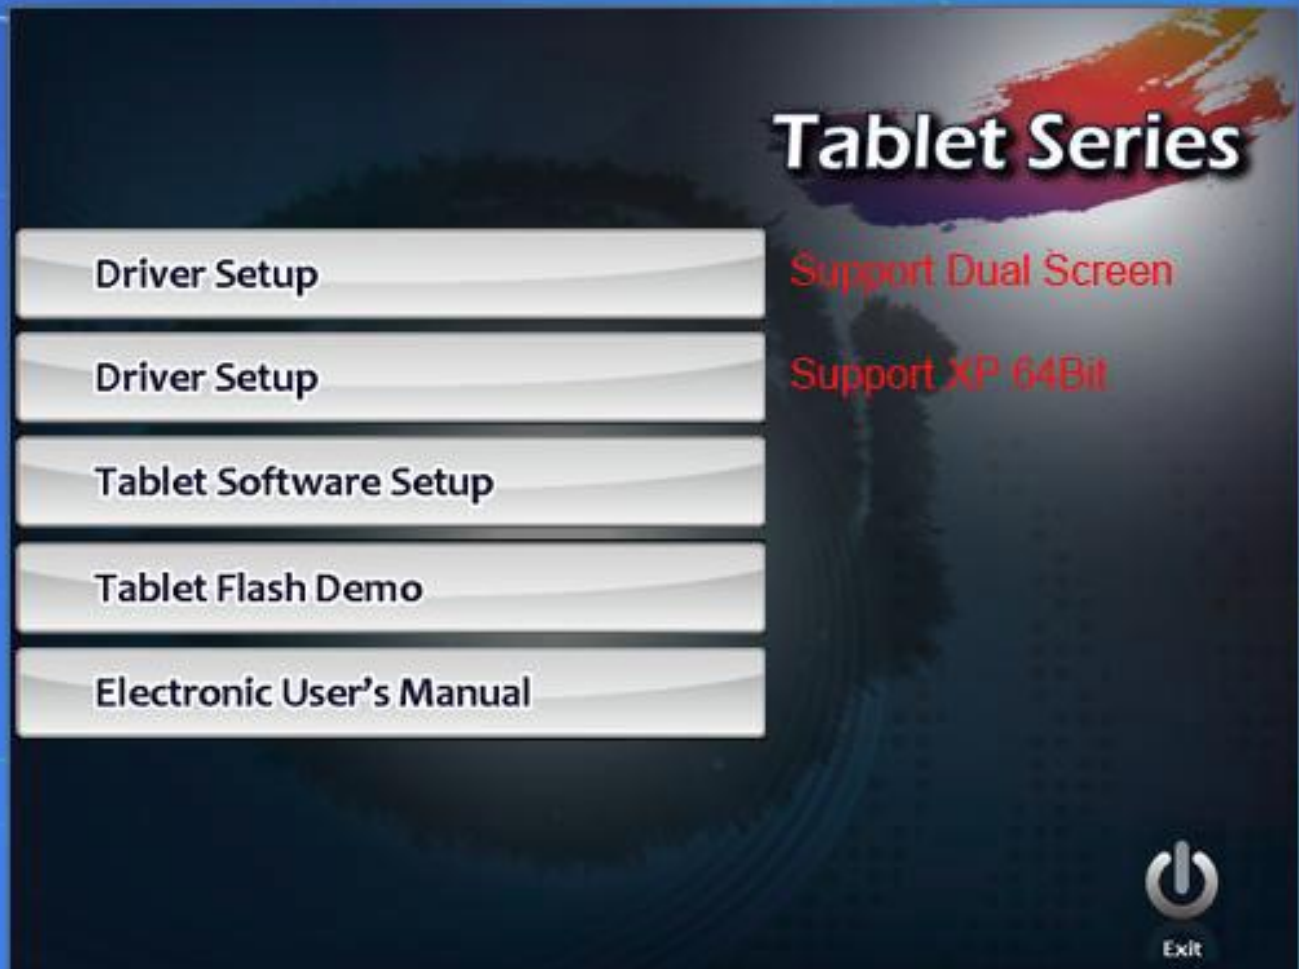 Tablet Series
Driver Setup
Support Dual Screen
Driver Setup
Support XP 64Bit
Tablet Software Setup
Tablet Flash Demo
Electronic User’s Manual
Exit